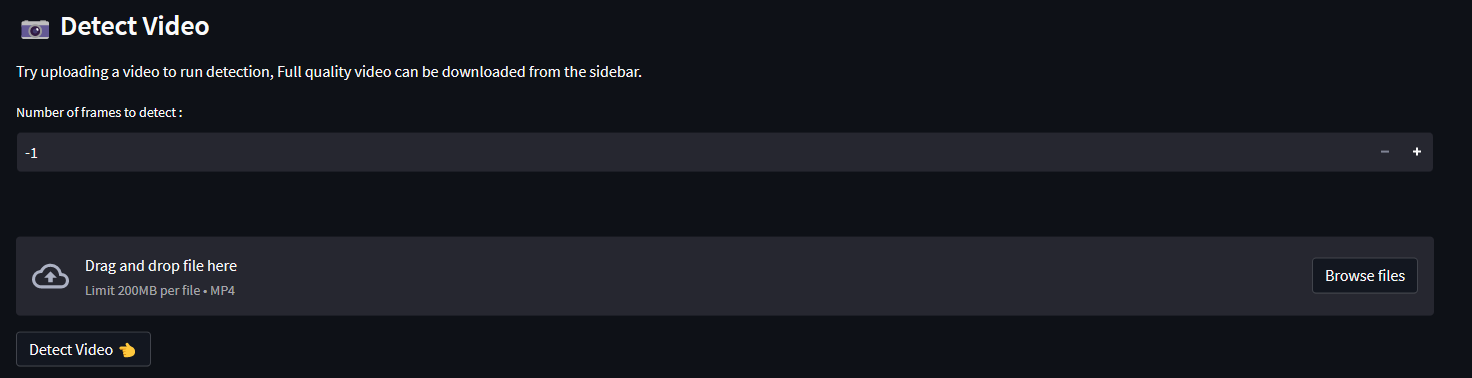 Detect Video
Try uploading a video to run detection, Full quality video can be downloaded from the sidebar.
Number of frames to detect :
-1
Drag and drop file here
Limit 200MB per file • MP4
Browse files
Detect Video